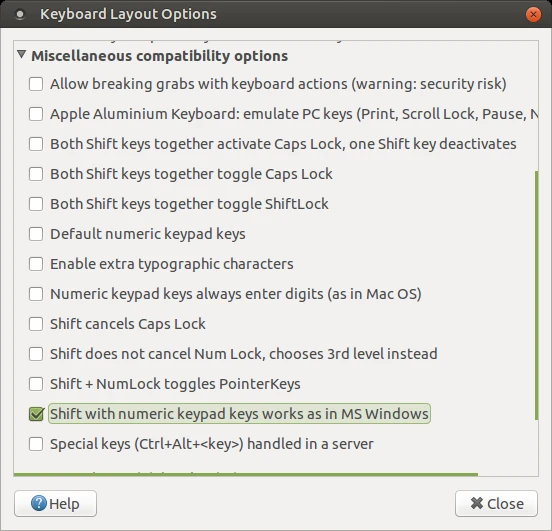 Keyboard Layout Options
Miscellaneous compatibility options
Allow breaking grabs with keyboard actions (warning: security risk)
Apple Aluminium Keyboard: emulate PC keys (Print, Scroll Lock, Pause, N
Both Shift keys together activate Caps Lock, one Shift key deactivates
Both Shift keys together toggle Caps Lock
Both Shift keys together toggle ShiftLock
Default numeric keypad keys
Enable extra typographic characters
Numeric keypad keys always enter digits (as in Mac OS)
Shift cancels Caps Lock
Shift does not cancel Num Lock, chooses 3rd level instead
Shift + NumLock toggles PointerKeys
Shift with numeric keypad keys works as in MS Windows
Special keys (Ctrl+Alt+<key>) handled in a server
Help
Close